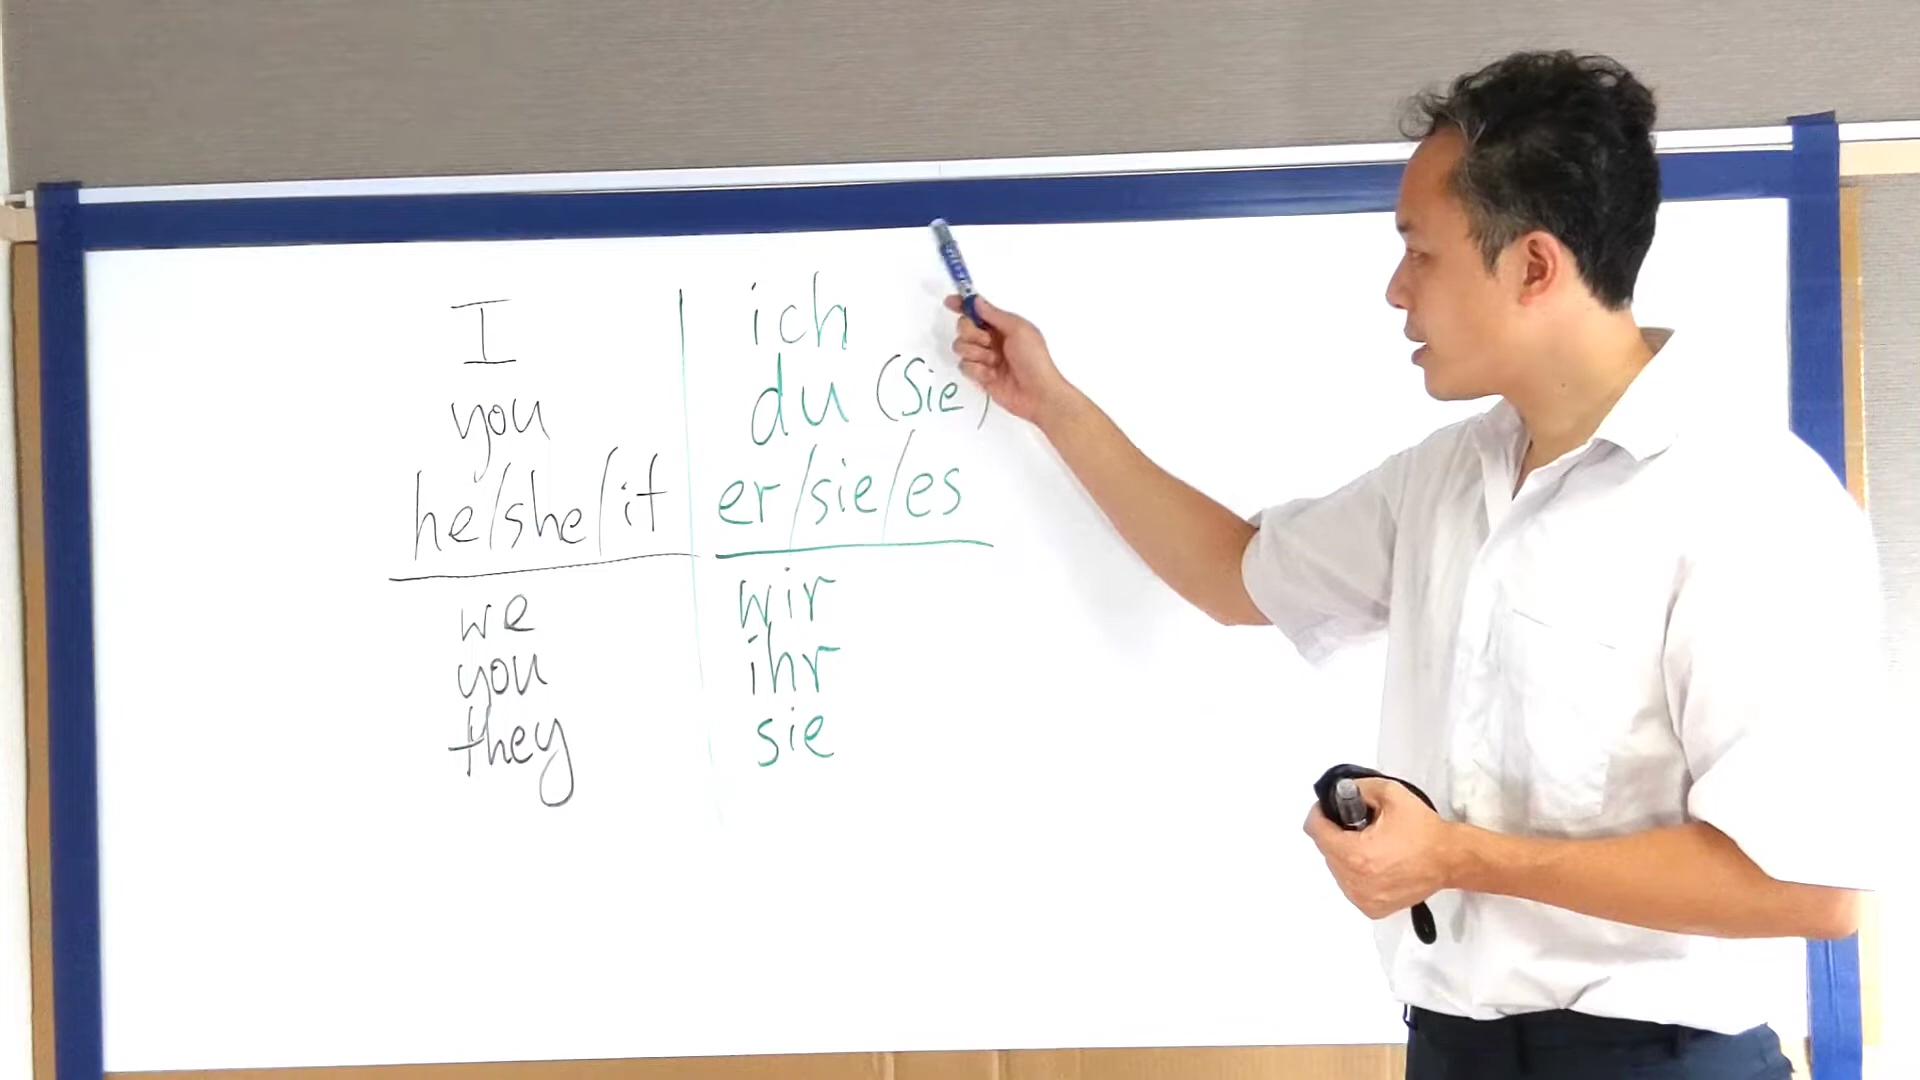 I ich
you du (Sie)
he/she/it er/sie/es
we wir
you ihr
they sie